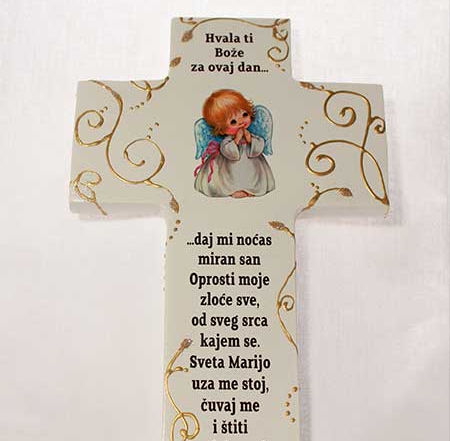 Hvala ti
Bože
za ovaj dan...
...daj mi noćas
miran san
Oprosti moje
zloće sve,
od sveg srca
kajem se.
Sveta Marijo
uza me stoj,
čuvaj me
i štiti